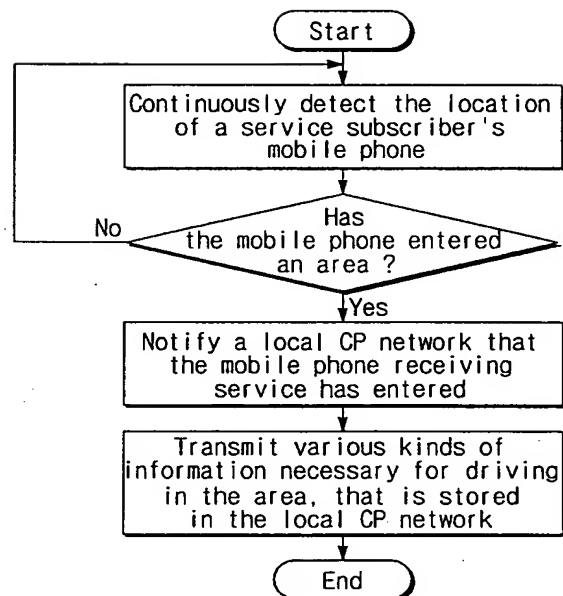 Start
Continuously detect the location
of a service subscriber's
mobile phone
Has
the mobile phone entered
an area ?
No
Yes
Notify a local CP network that
the mobile phone receiving
service has entered
Transmit various kinds of
information necessary for driving
in the area, that is stored
in the local CP network
End